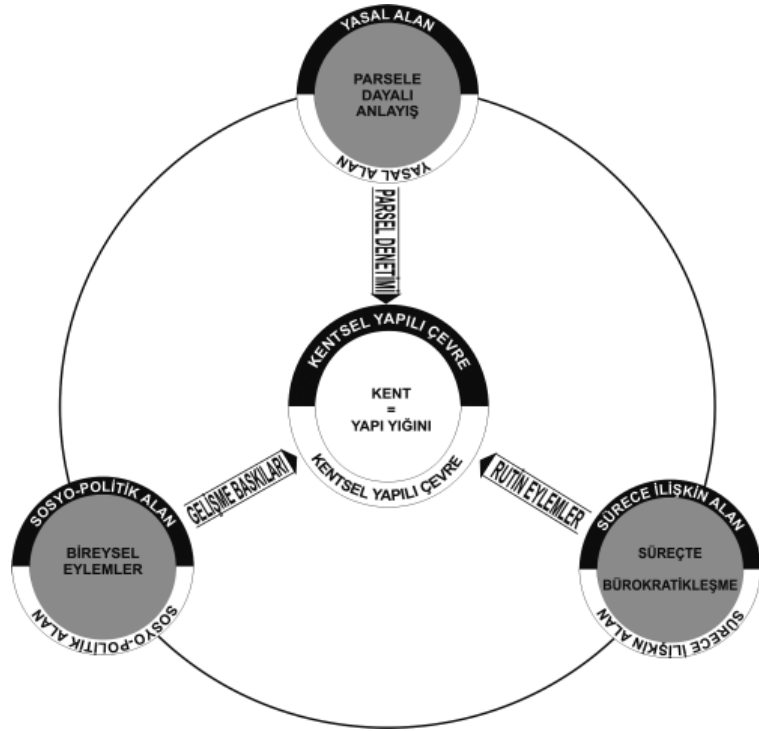 YASAL ALAN
PARSELE
DAYALI
ANLAYIŞ
YASAL ALAN
PARSEL DENETİMİ
KENTSEL YAPILI ÇEVRE
KENT
=
YAPI YIĞINI
KENTSEL YAPILI ÇEVRE
GELİŞME BASKILARI
RUTİN EYLEMLER
SOSYO-POLİTİK ALAN
BİREYSEL
EYLEMLER
SOSYO-POLİTİK ALAN
SÜRECE İLİŞKİN ALAN
SÜREÇTE
BÜROKRATİKLEŞME
SÜRECE İLİŞKİN ALAN